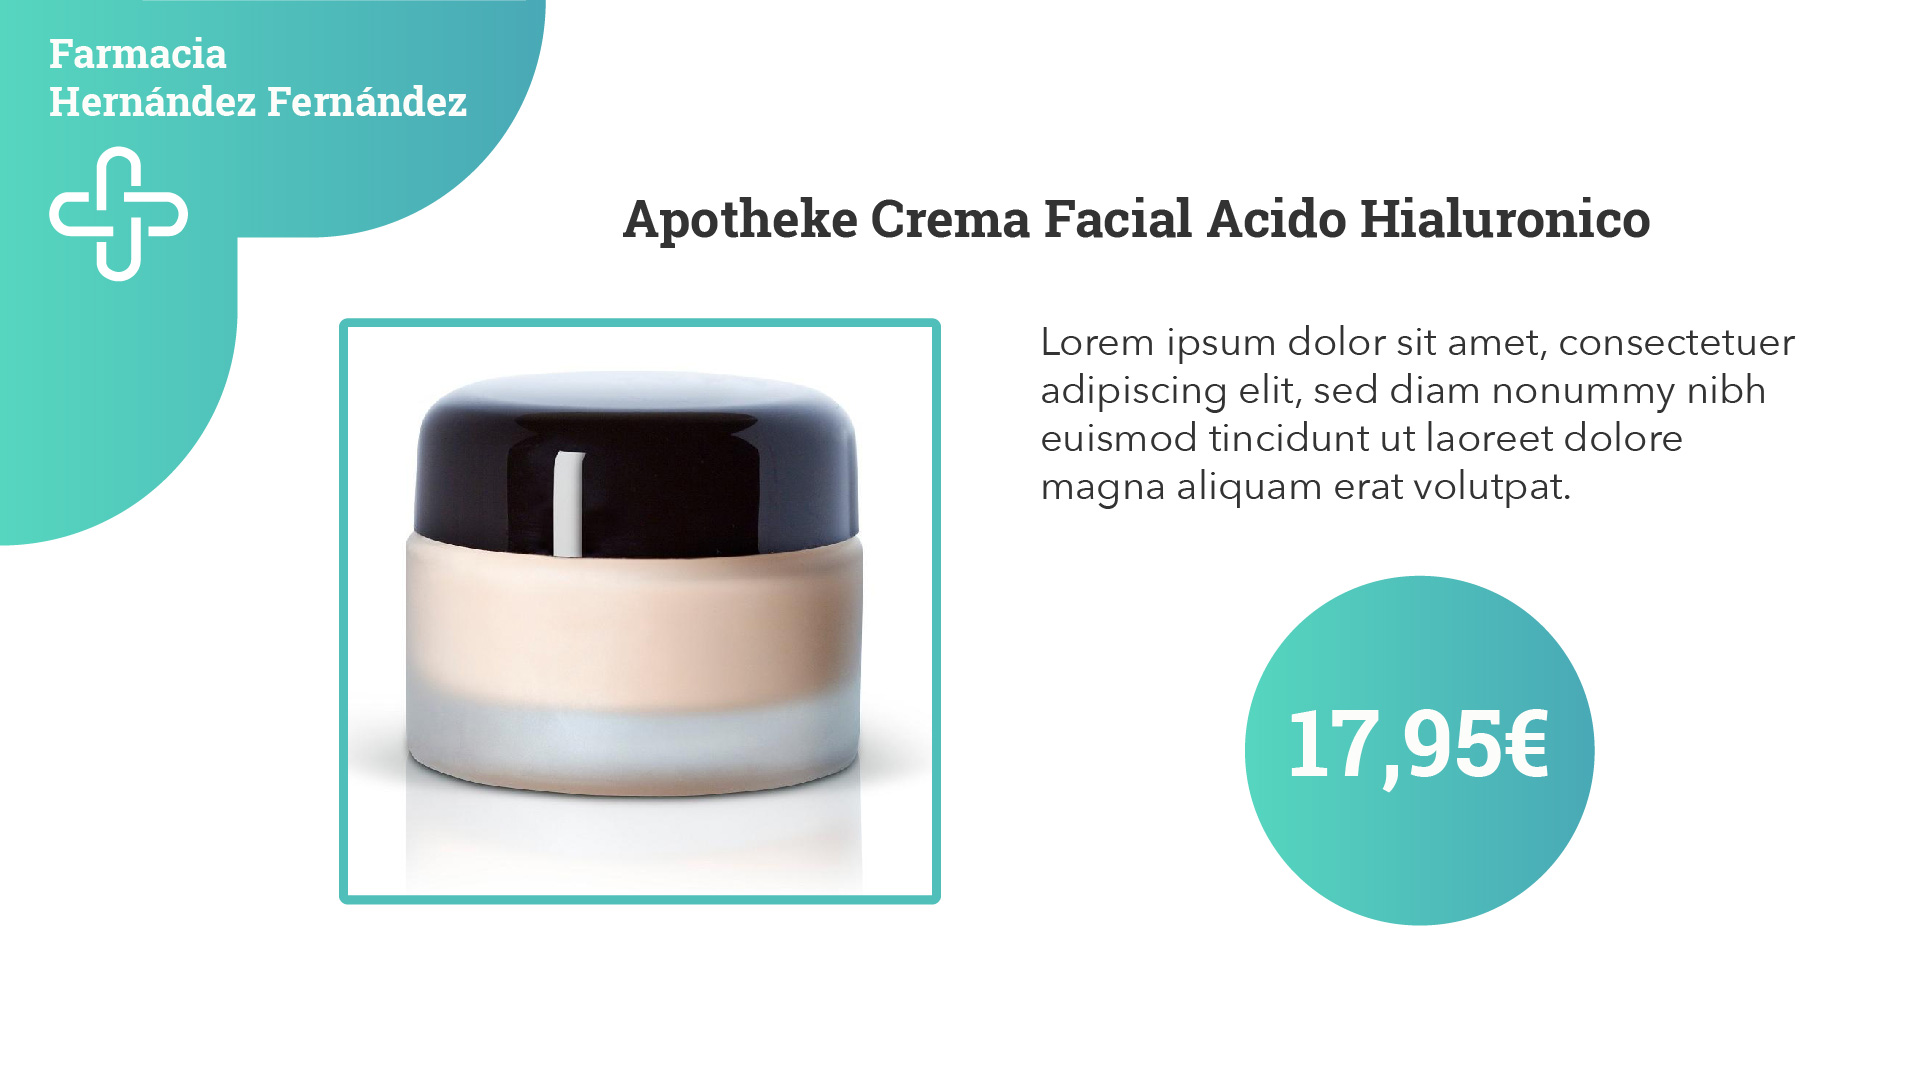 Farmacia
Hernández Fernández
Apotheke Crema Facial Acido Hialuronico
Lorem ipsum dolor sit amet, consectetuer
adipiscing elit, sed diam nonummy nibh
euismod tincidunt ut laoreet dolore
magna aliquam erat volutpat.
17,95€